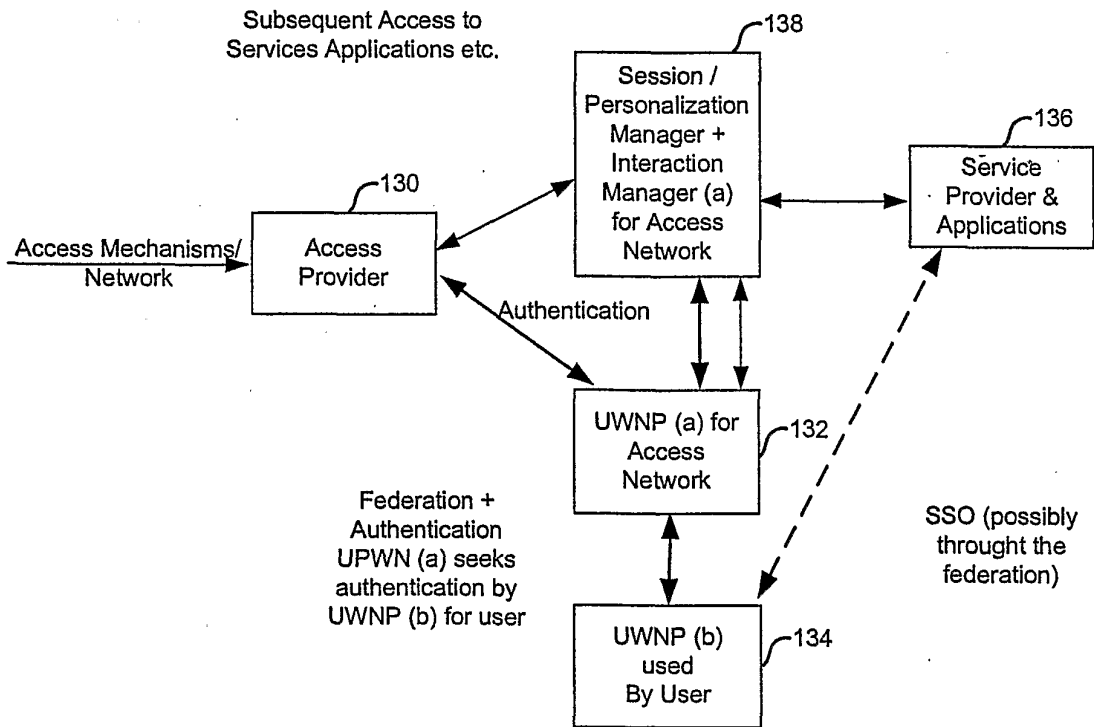 Subsequent Access to
Services Applications etc.
138
Session /
Personalization
Manager +
Interaction
Manager (a)
for Access
Network
136
Service
Provider &
Applications
130
Access
Provider
Access Mechanisms/
Network
Authentication
UWNP (a) for
Access
Network
132
Federation +
Authentication
UPWN (a) seeks
authentication by
UWNP (b) for user
SSO (possibly
throught the
federation)
UWNP (b)
used
By User
134